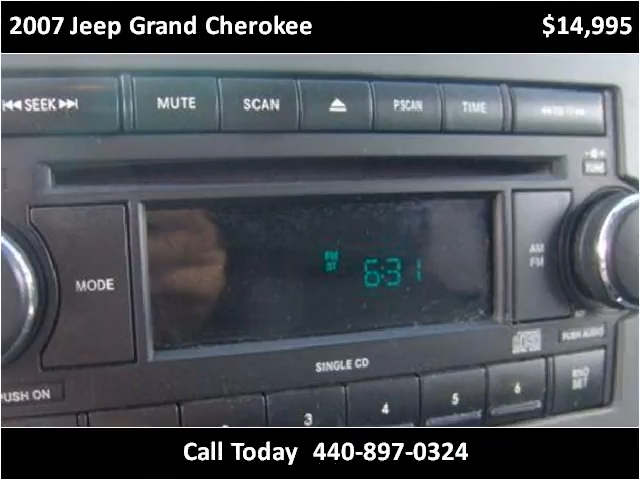 2007 Jeep Grand Cherokee $14,995
SEEK MUTE SCAN PSCAN TIME
TUNE
MODE AM
FM
FM
ST 6:31
PUSH AUDIO
SINGLE CD
PUSH ON
3 4 5 6 RND
SET
Call Today 440-897-0324